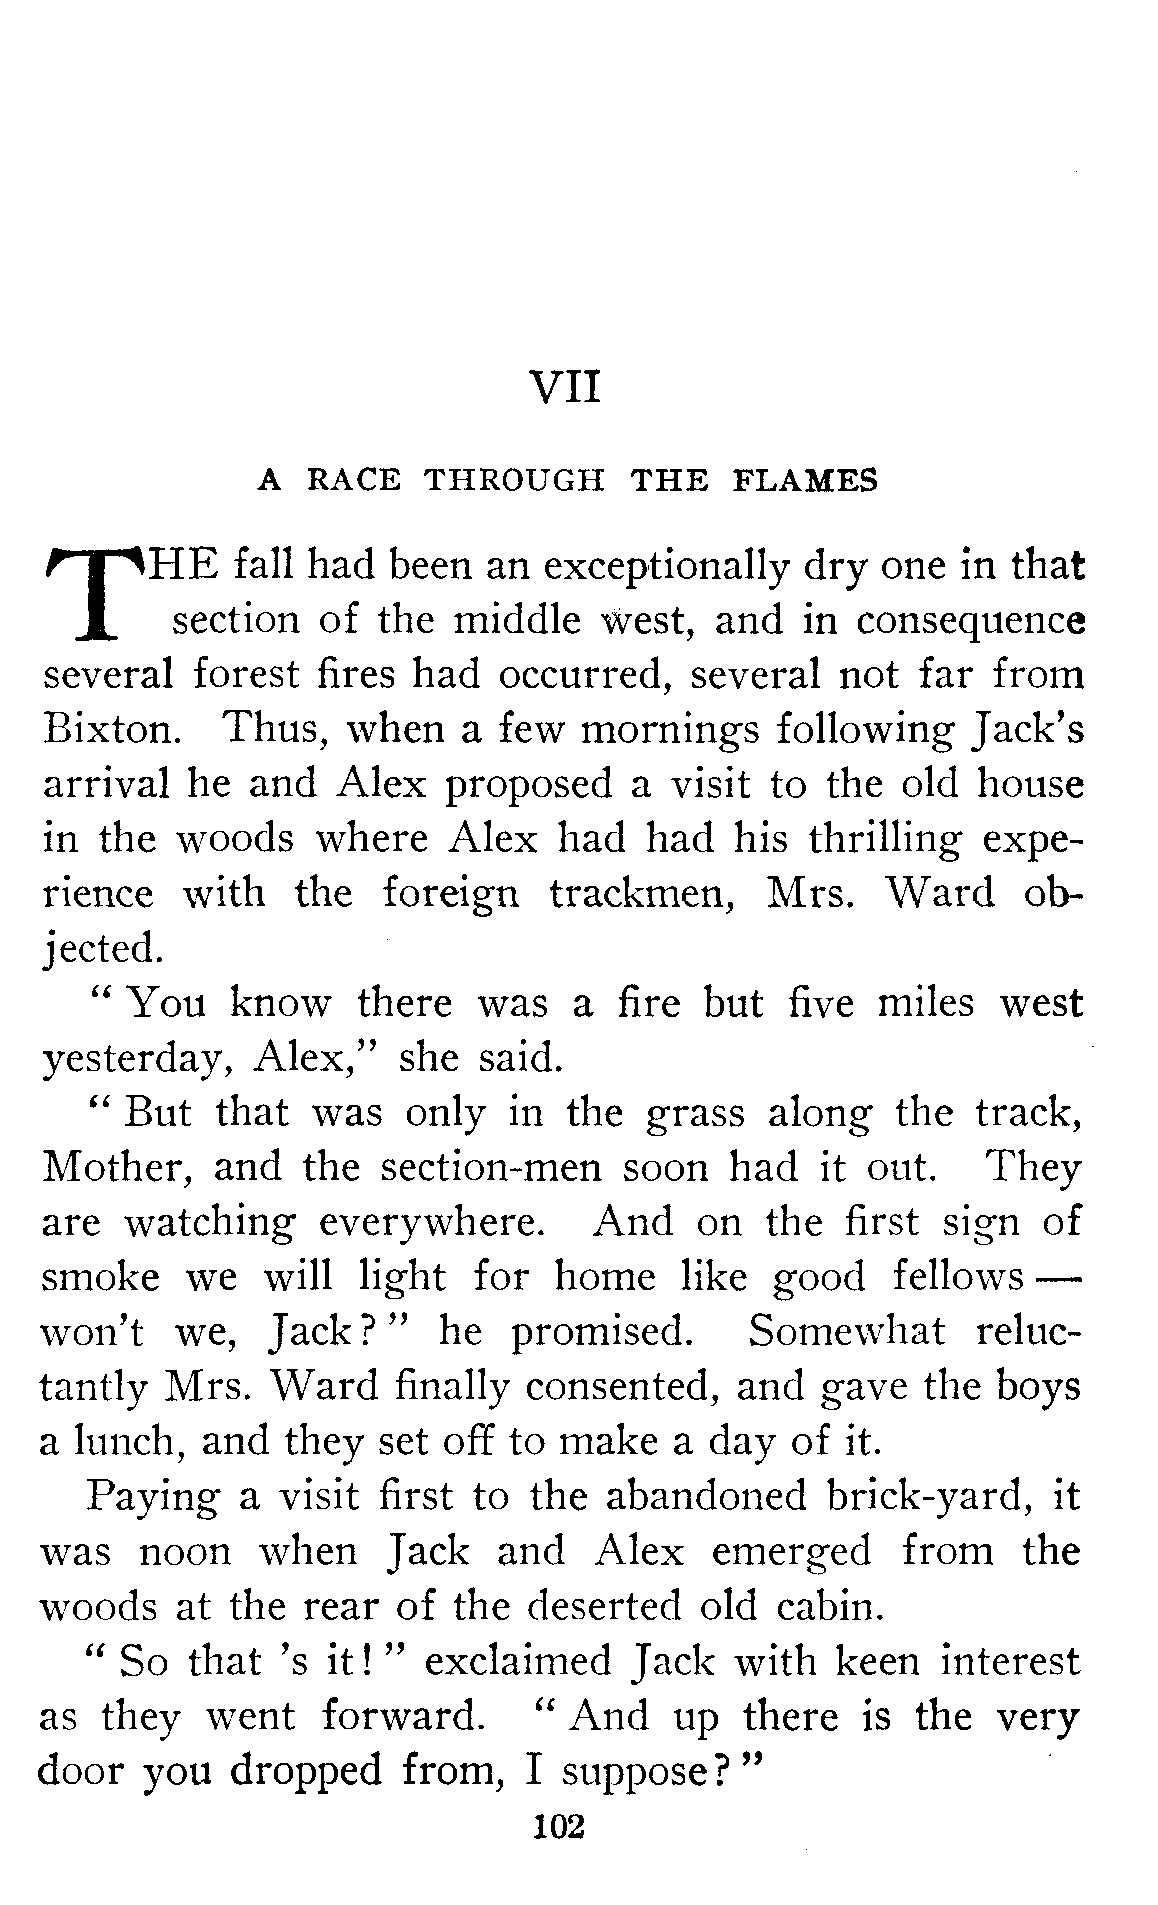 VII
A RACE THROUGH THE FLAMES
THE fall had been an exceptionally dry one in that
section of the middle west, and in consequence
several forest fires had occurred, several not far from
Bixton. Thus, when a few mornings following Jack's
arrival he and Alex proposed a visit to the old house
in the woods where Alex had had his thrilling expe-
rience with the foreign trackmen, Mrs. Ward ob-
jected.
“ You know there was a fire but five miles west
yesterday, Alex,” she said.
“ But that was only in the grass along the track,
Mother, and the section-men soon had it out. They
are watching everywhere. And on the first sign of
smoke we will light for home like good fellows —
won't we, Jack? ” he promised. Somewhat reluc-
tantly Mrs. Ward finally consented, and gave the boys
a lunch, and they set off to make a day of it.
Paying a visit first to the abandoned brick-yard, it
was noon when Jack and Alex emerged from the
woods at the rear of the deserted old cabin.
“ So that 's it! ” exclaimed Jack with keen interest
as they went forward. “ And up there is the very
door you dropped from, I suppose? ”
102